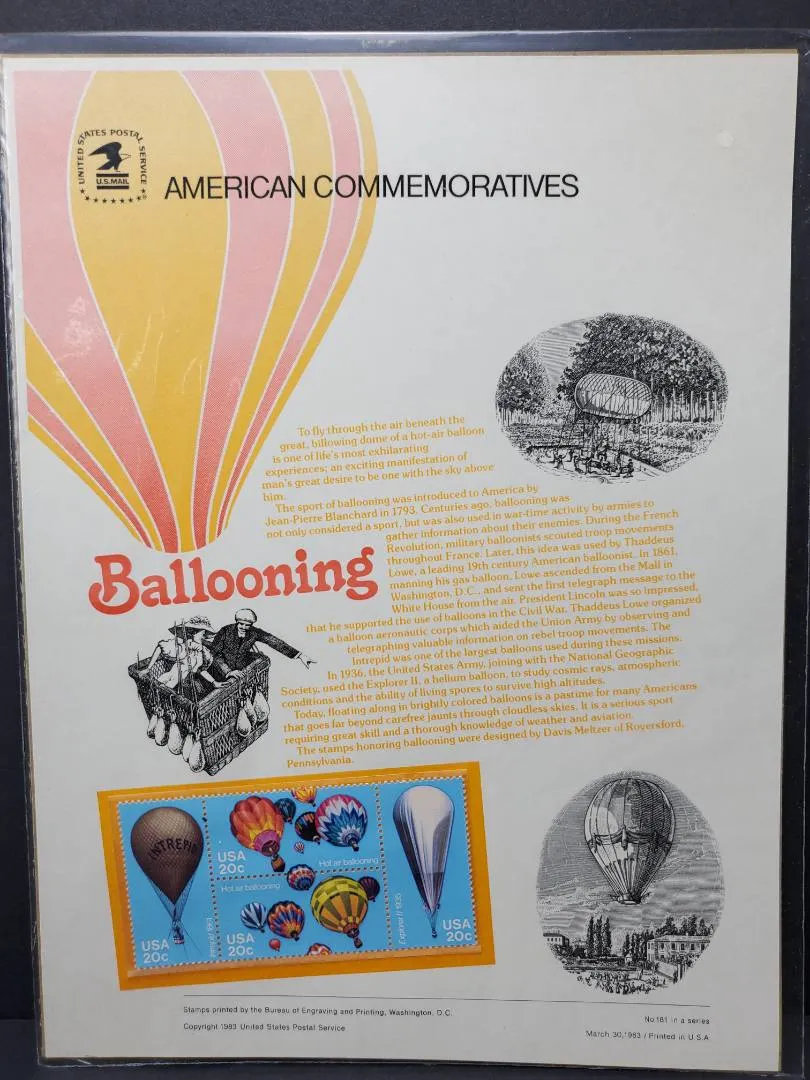 UNITED STATES POSTAL SERVICE
U.S. MAIL
AMERICAN COMMEMORATIVES
To fly through the air beneath the
great, billowing dome of a hot-air balloon
is one of life's most exhilarating
experiences; an exciting manifestation of
man's great desire to be one with the sky above
him.
The sport of ballooning was introduced to America by
Jean-Pierre Blanchard in 1793. Centuries ago, ballooning was
not only considered a sport, but was also used in war-time activity by armies to
gather information about their enemies. During the French
Revolution, military balloonists scouted troop movements
throughout France. Later, this idea was used by Thaddeus
Lowe, a leading 19th century American balloonist. In 1861,
manning his gas balloon, Lowe ascended from the Mall in
Washington, D.C., and sent the first telegraph message to the
White House from the air. President Lincoln was so impressed,
that he supported the use of balloons in the Civil War. Thaddeus Lowe organized
a balloon aeronautic corps which aided the Union Army by observing and
telegraphing valuable information on rebel troop movements. The
Intrepid was one of the largest balloons used during these missions.
In 1936, the United States Army, joining with the National Geographic
Society, used the Explorer II, a helium balloon, to study cosmic rays, atmospheric
conditions and the ability of living spores to survive high altitudes.
Today, floating along in brightly colored balloons is a pastime for many Americans
that goes far beyond carefree jaunts through cloudless skies. It is a serious sport
requiring great skill and a thorough knowledge of weather and aviation.
The stamps honoring ballooning were designed by Davis Meltzer of Royersford,
Pennsylvania.
Ballooning
INTREPID
USA
20c
Intrepid 1861
USA
20c
Hot air ballooning
Hot air ballooning
USA
20c
Explorer II 1935
USA
20c
Stamps printed by the Bureau of Engraving and Printing, Washington, D.C.
Copyright 1983 United States Postal Service
No 181 in a series
March 30, 1983 / Printed in U.S.A